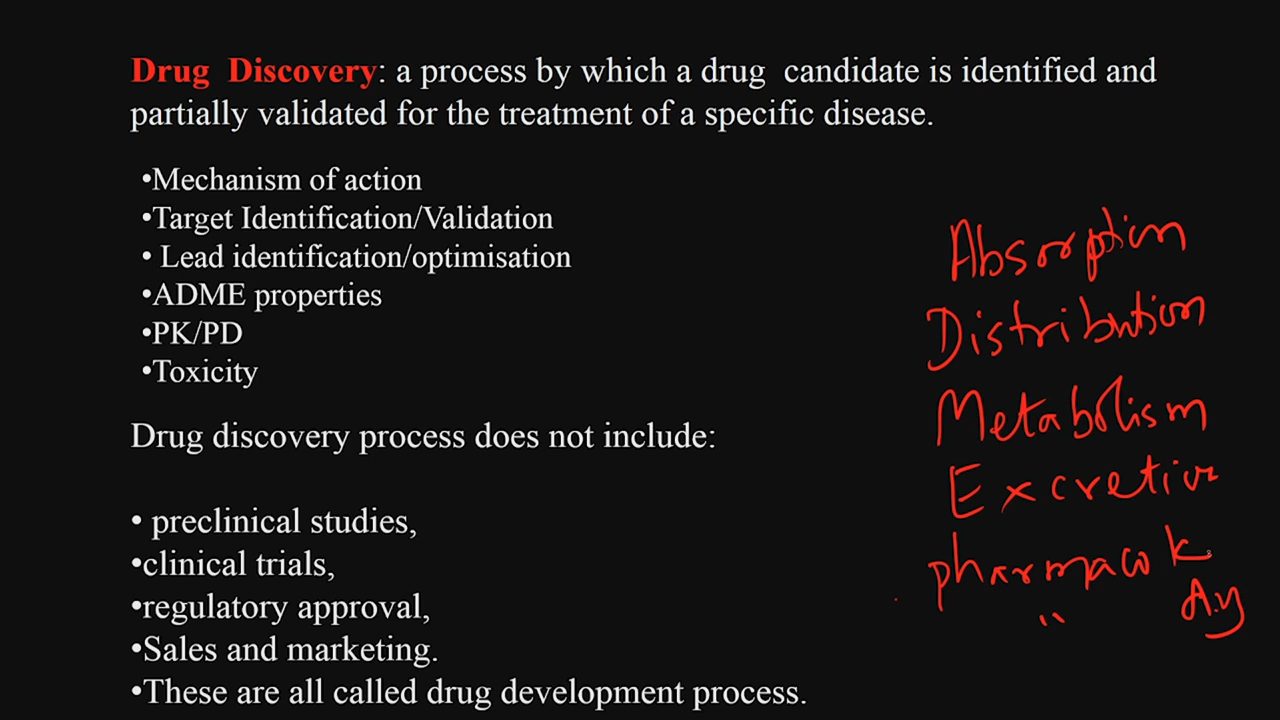 Drug Discovery: a process by which a drug candidate is identified and
partially validated for the treatment of a specific disease.
•Mechanism of action
•Target Identification/Validation
• Lead identification/optimisation
•ADME properties
•PK/PD
•Toxicity
Drug discovery process does not include:
• preclinical studies,
•clinical trials,
•regulatory approval,
•Sales and marketing.
•These are all called drug development process.
Absorption
Distribution
Metabolism
Excretion
pharmaco K
"